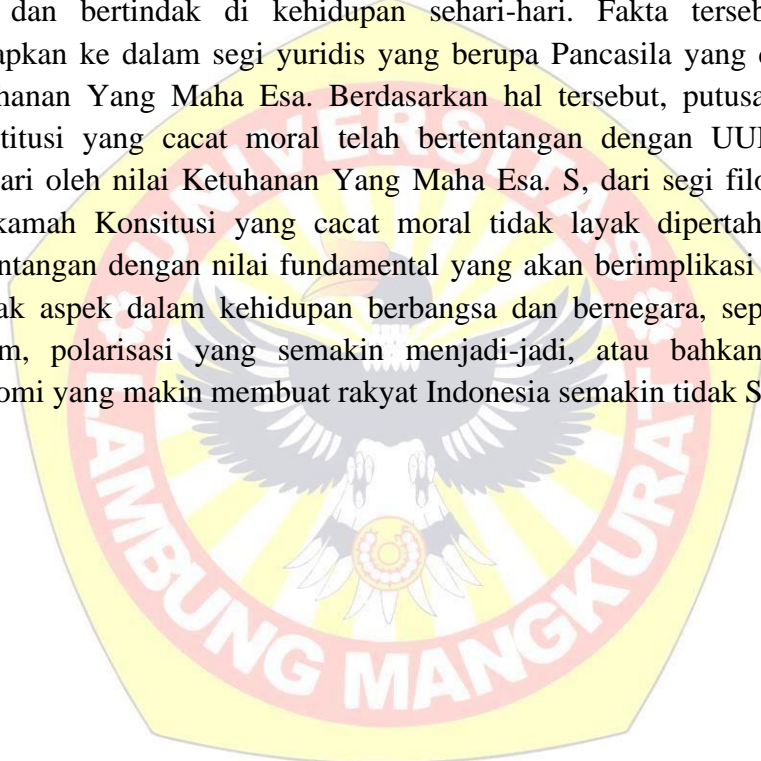 dan bertindak di kehidupan sehari-hari. Fakta terseb
apkan ke dalam segi yuridis yang berupa Pancasila yang
hanan Yang Maha Esa. Berdasarkan hal tersebut, putusa
titusi yang cacat moral telah bertentangan dengan UU
ari oleh nilai Ketuhanan Yang Maha Esa. S, dari segi filo
kamah Konsitusi yang cacat moral tidak layak dipertah
ntangan dengan nilai fundamental yang akan berimplikasi
ak aspek dalam kehidupan berbangsa dan bernegara, sep
m, polarisasi yang semakin menjadi-jadi, atau bahkan
omi yang makin membuat rakyat Indonesia semakin tidak S
UNIVERSITAS
LAMBUNG MANGKURAT